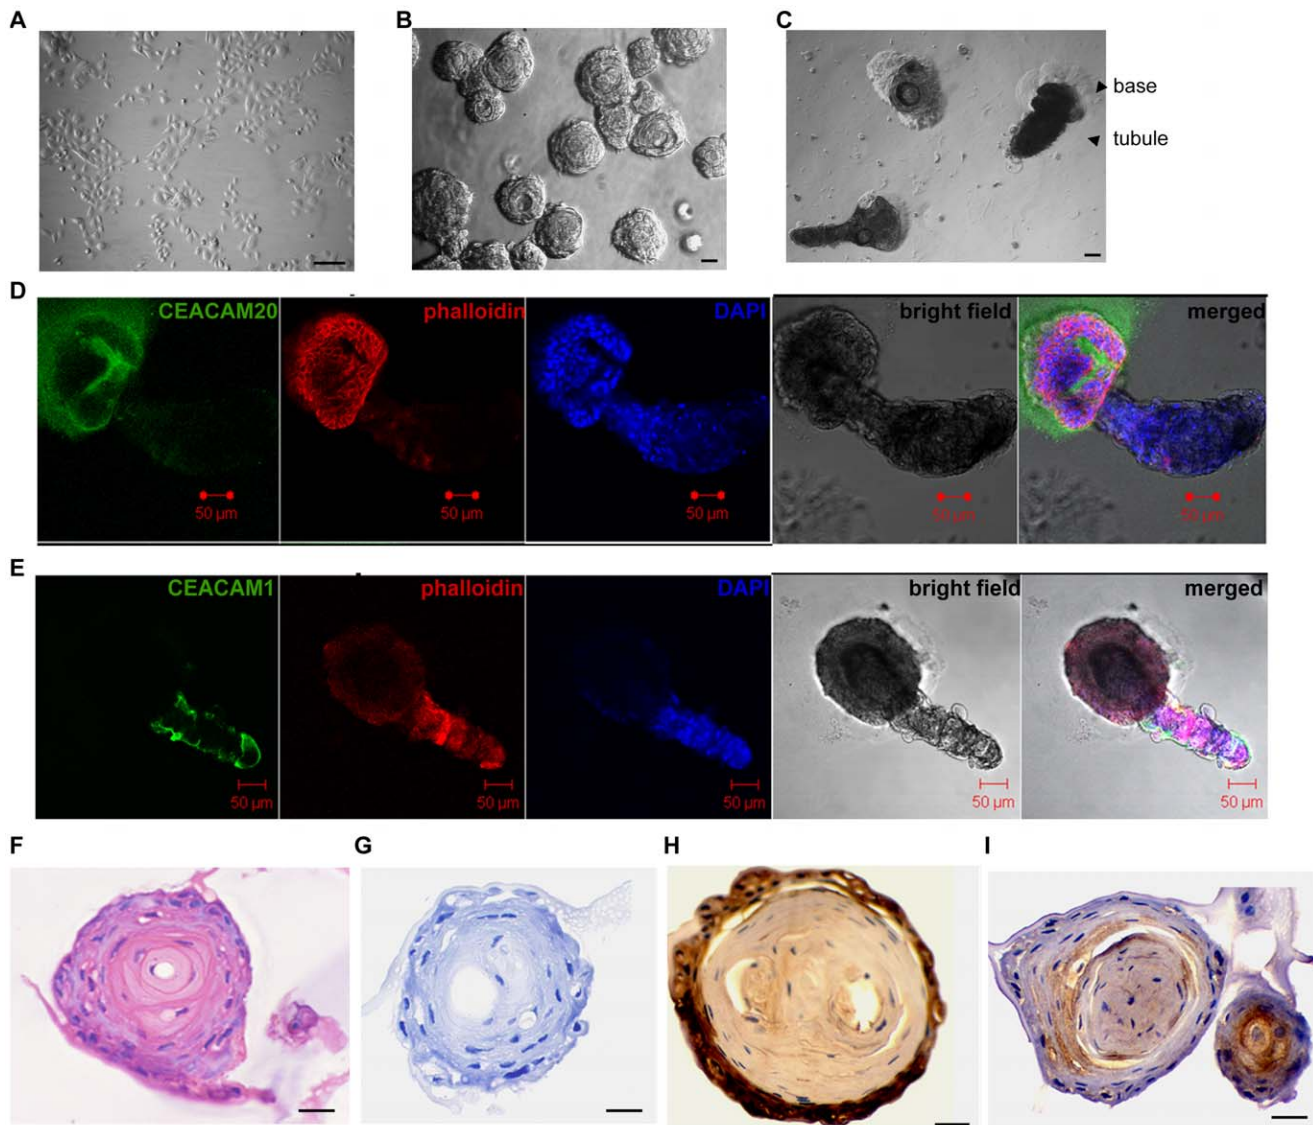 A
B
C
base
tubule
D
CEACAM20
phalloidin
DAPI
bright field
merged
50 µm
50 µm
50 µm
50 µm
50 µm
E
CEACAM1
phalloidin
DAPI
bright field
merged
50 µm
50 µm
50 µm
50 µm
50 µm
F
G
H
I